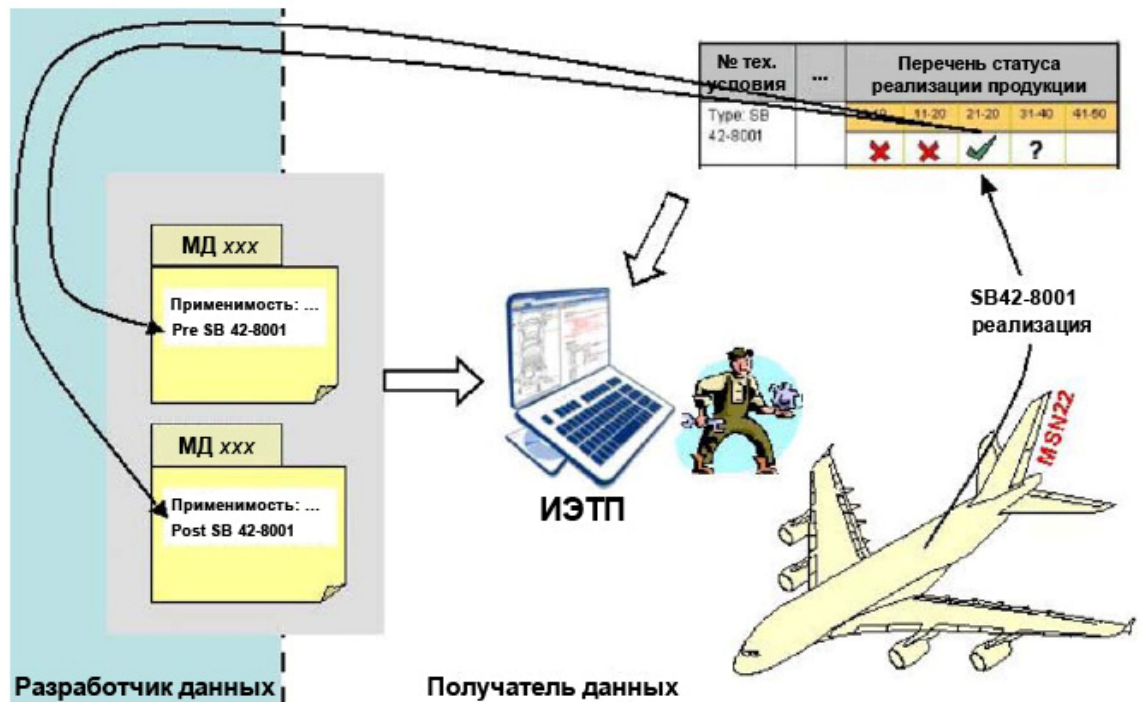 № тех. условия
...
Перечень статуса
реализации продукции
Type: SB
42-8001
11-20
21-20
31-40
41-50
?
МД xxx
Применимость: ...
Pre SB 42-8001
МД xxx
Применимость: ...
Post SB 42-8001
ИЭТП
SB42-8001
реализация
MSN22
Разработчик данных
Получатель данных